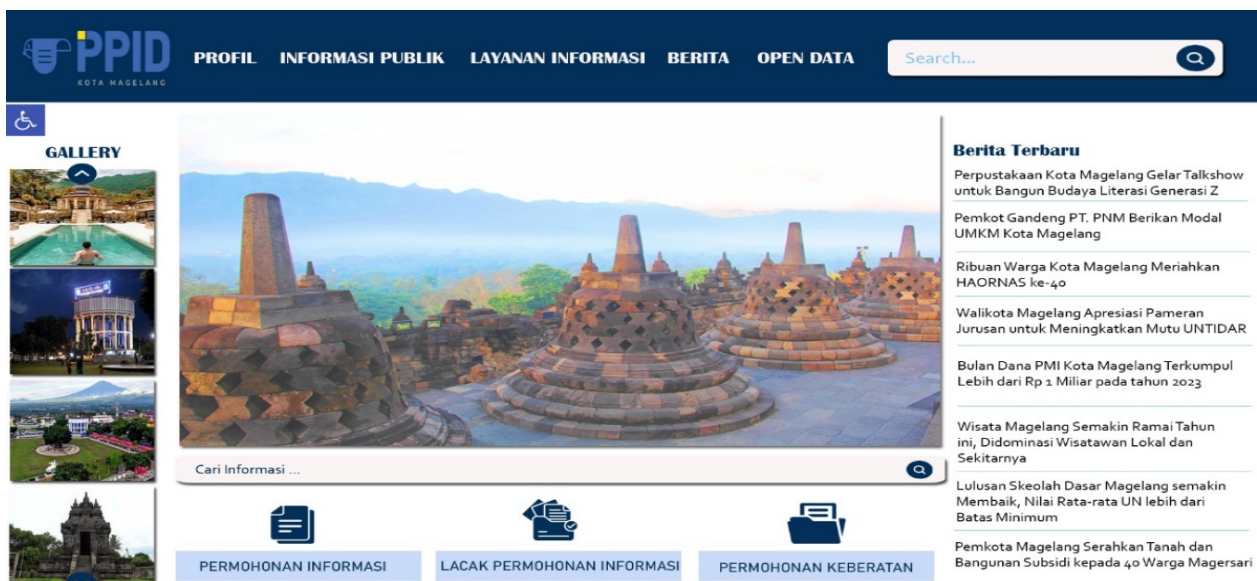 PPID
KOTA MAGELANG
PROFIL
INFORMASI PUBLIK
LAYANAN INFORMASI
BERITA
OPEN DATA
Search...
GALLERY
Cari Informasi ...
PERMOHONAN INFORMASI
LACAK PERMOHONAN INFORMASI
PERMOHONAN KEBERATAN
Berita Terbaru
Perpustakaan Kota Magelang Gelar Talkshow
untuk Bangun Budaya Literasi Generasi Z
Pemkot Gandeng PT. PNM Berikan Modal
UMKM Kota Magelang
Ribuan Warga Kota Magelang Meriahkan
HAORNAS ke-40
Walikota Magelang Apresiasi Pameran
Jurusan untuk Meningkatkan Mutu UNTIDAR
Bulan Dana PMI Kota Magelang Terkumpul
Lebih dari Rp 1 Miliar pada tahun 2023
Wisata Magelang Semakin Ramai Tahun
ini, Didominasi Wisatawan Lokal dan
Sekitarnya
Lulusan Skeolah Dasar Magelang semakin
Membaik, Nilai Rata-rata UN lebih dari
Batas Minimum
Pemkota Magelang Serahkan Tanah dan
Bangunan Subsidi kepada 40 Warga Magersari